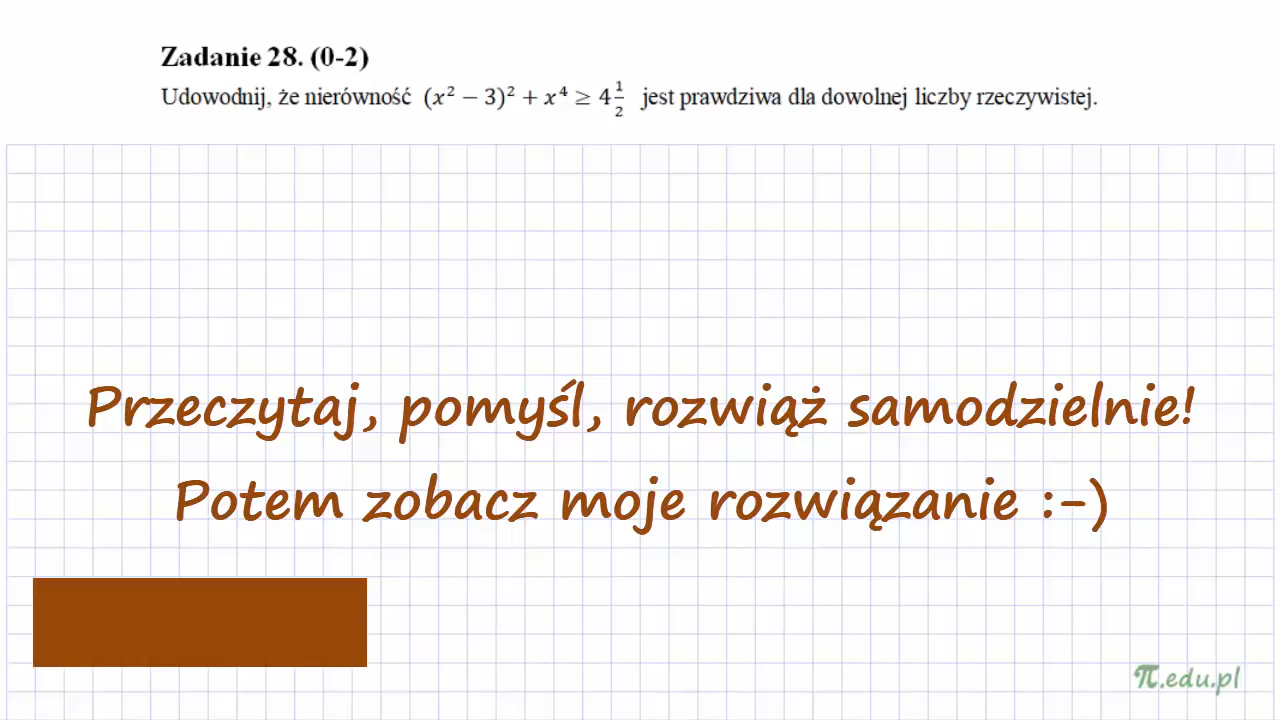 Zadanie 28. (0-2)
Udowodnij, że nierówność (x² − 3)² + x⁴ ≥ 4½ jest prawdziwa dla dowolnej liczby rzeczywistej.
Przeczytaj, pomyśl, rozwiąż samodzielnie!
Potem zobacz moje rozwiązanie :-)
π.edu.pl